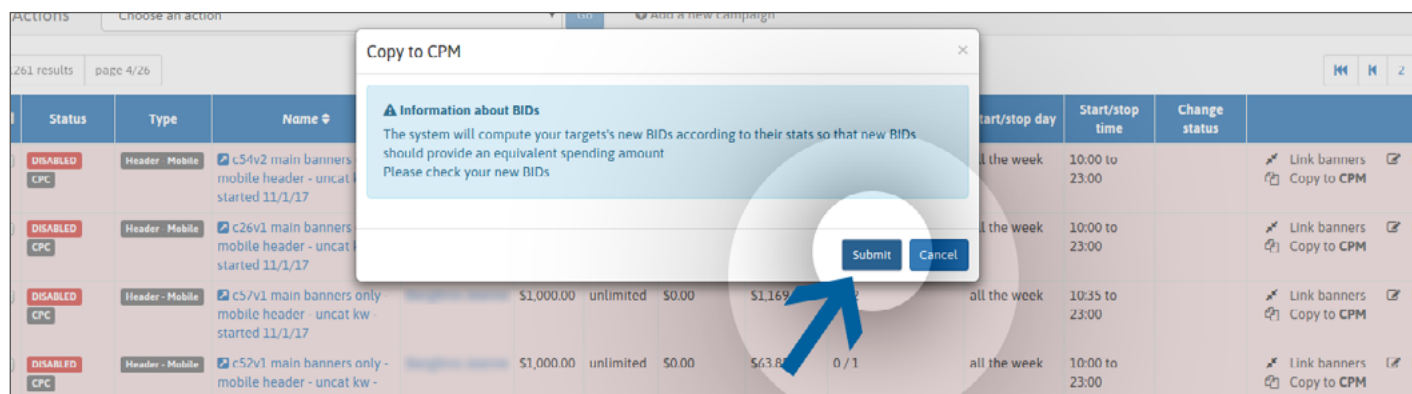 Actions Choose an action Go Add a new campaign
Copy to CPM ×
1261 results page 4/26 2
Information about BIDs
The system will compute your targets's new BIDs according to their stats so that new BIDs
should provide an equivalent spending amount
Please check your new BIDs
Submit Cancel
Status Type Name Start/stop day Start/stop time Change status
DISABLED CPC Header - Mobile c54v2 main banners all the week 10:00 to 23:00 Link banners Copy to CPM
mobile header - uncat
started 11/1/17
DISABLED CPC Header - Mobile c26v1 main banners all the week 10:00 to 23:00 Link banners Copy to CPM
mobile header - uncat
started 11/1/17
DISABLED CPC Header - Mobile c57v1 main banners only - $1,000.00 unlimited $0.00 $1,169 all the week 10:35 to 23:00 Link banners Copy to CPM
mobile header - uncat kw -
started 11/1/17
DISABLED CPC Header - Mobile c52v1 main banners only - $1,000.00 unlimited $0.00 $63.8 0 / 1 all the week 10:00 to 23:00 Link banners Copy to CPM
mobile header - uncat kw -